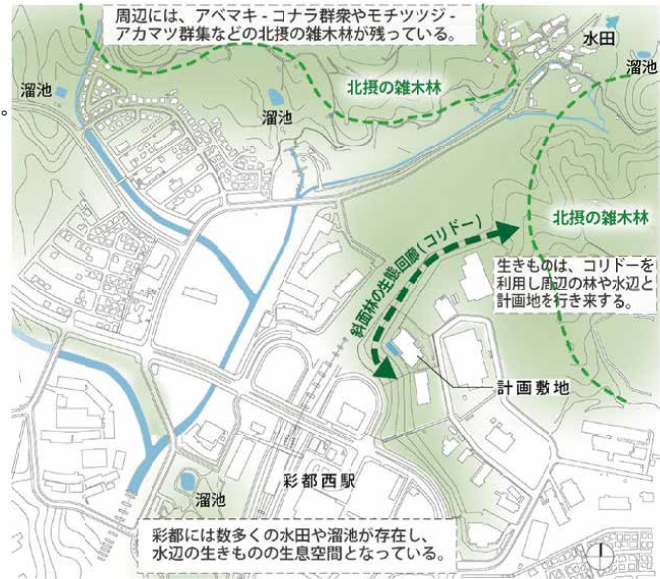 周辺には、アベマキ - コナラ群衆やモチツツジ -
アカマツ群集などの北摂の雑木林が残っている。
水田
溜池
北摂の雑木林
溜池
溜池
。
北摂の雑木林
斜面林の生態回廊(コリドー)
生きものは、コリドーを
利用し周辺の林や水辺と
計画地を行き来する。
計画敷地
彩都西駅
溜池
彩都には数多くの水田や溜池が存在し、
水辺の生きものの生息空間となっている。